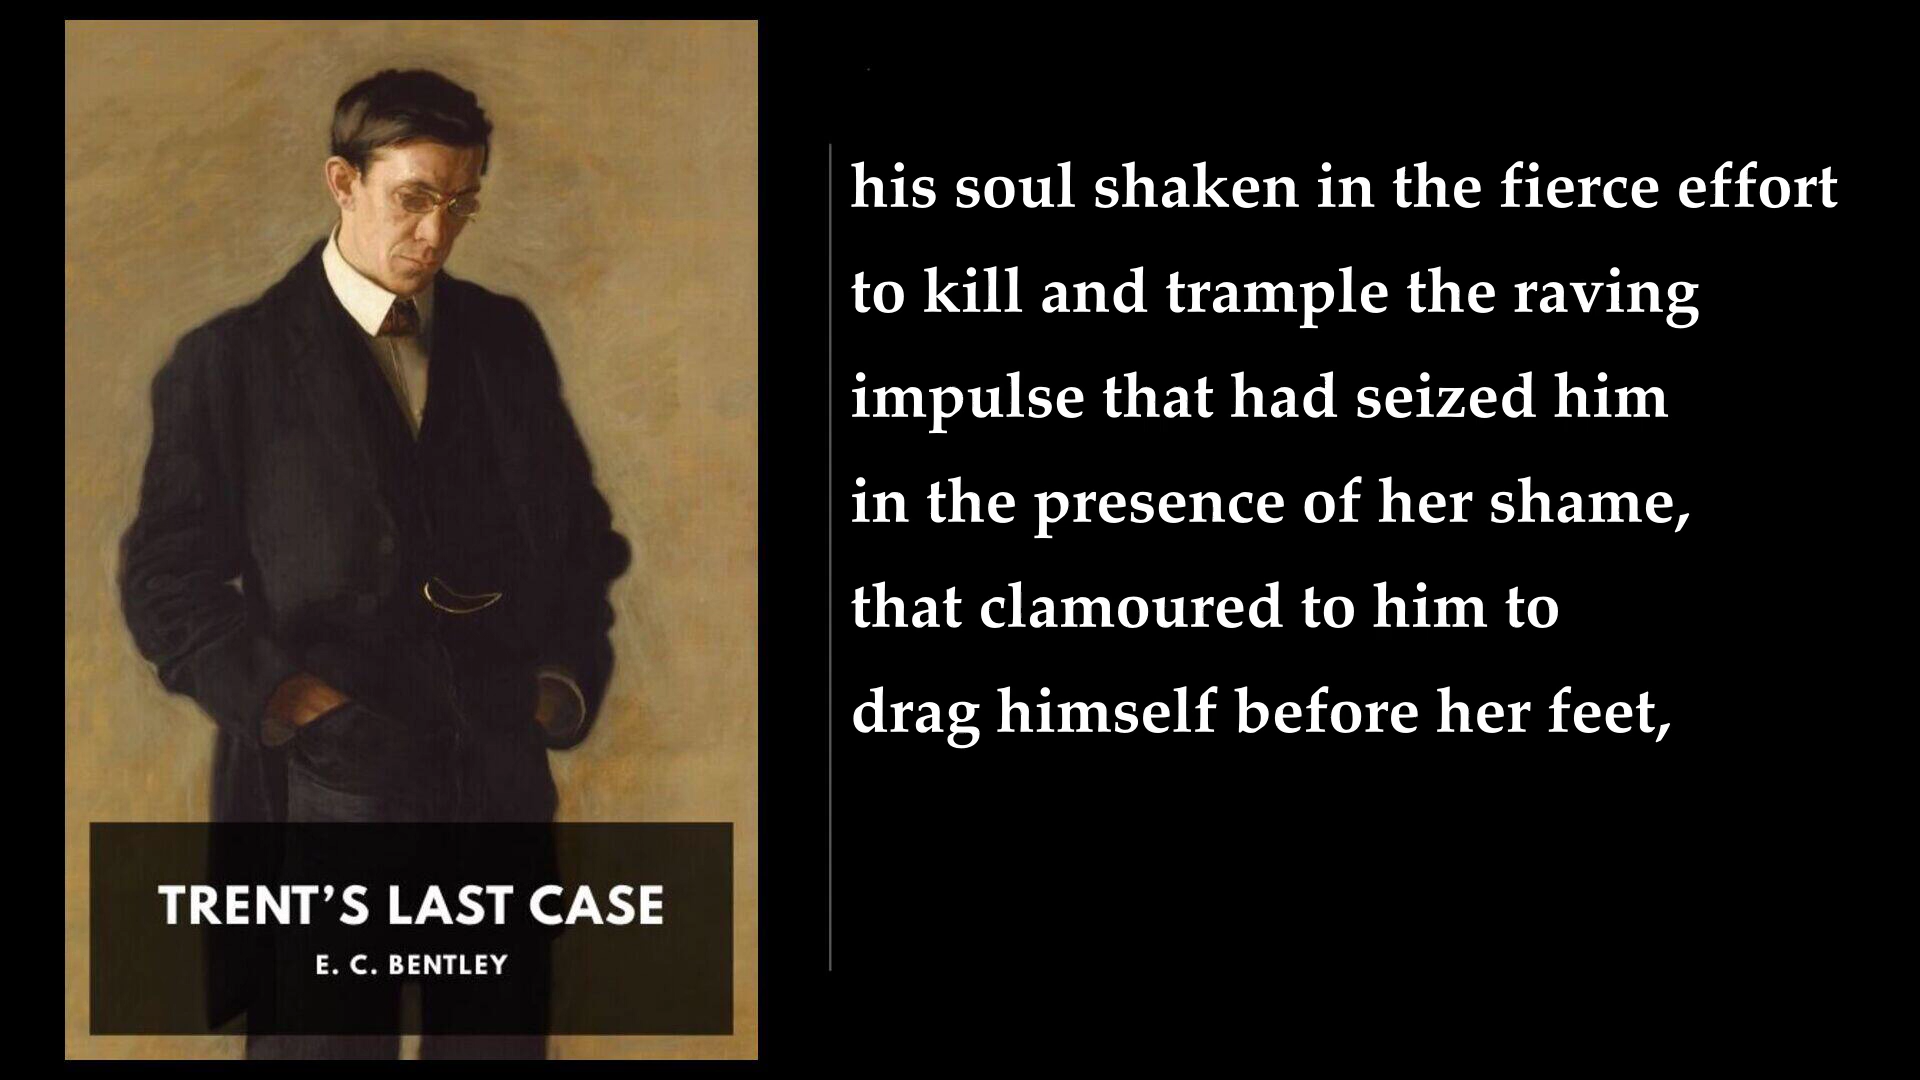 his soul shaken in the fierce effort
to kill and trample the raving
impulse that had seized him
in the presence of her shame,
that clamoured to him to
drag himself before her feet,
TRENT’S LAST CASE
E. C. BENTLEY